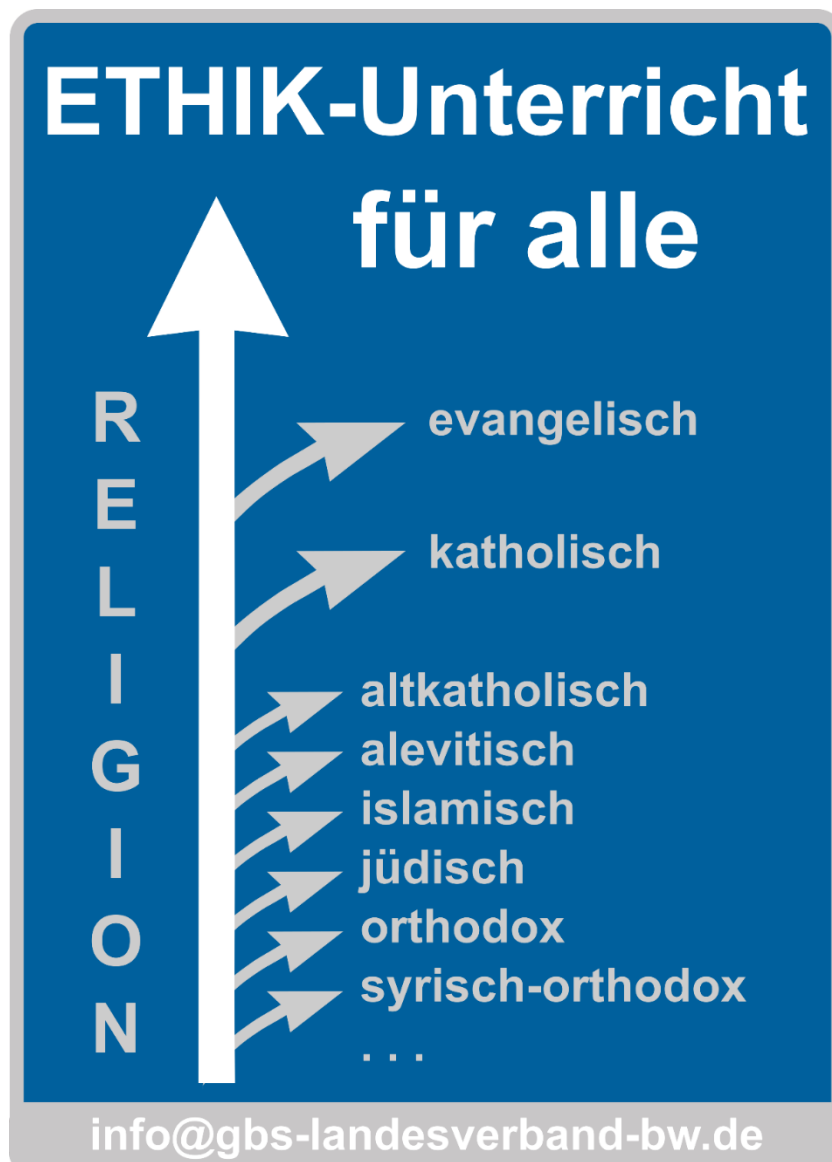 ETHIK-Unterricht
für alle
RELIGION
evangelisch
katholisch
altkatholisch
alevitisch
islamisch
jüdisch
orthodox
syrisch-orthodox
. . .
info@gbs-landesverband-bw.de